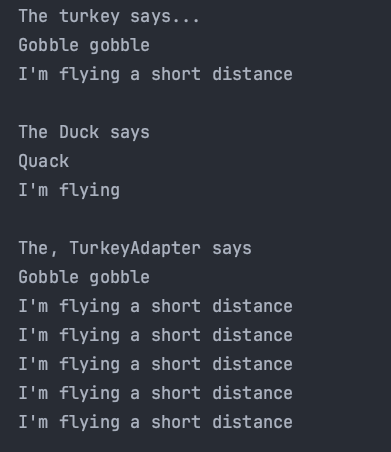 The turkey says...
Gobble gobble
I'm flying a short distance
The Duck says
Quack
I'm flying
The, TurkeyAdapter says
Gobble gobble
I'm flying a short distance
I'm flying a short distance
I'm flying a short distance
I'm flying a short distance
I'm flying a short distance